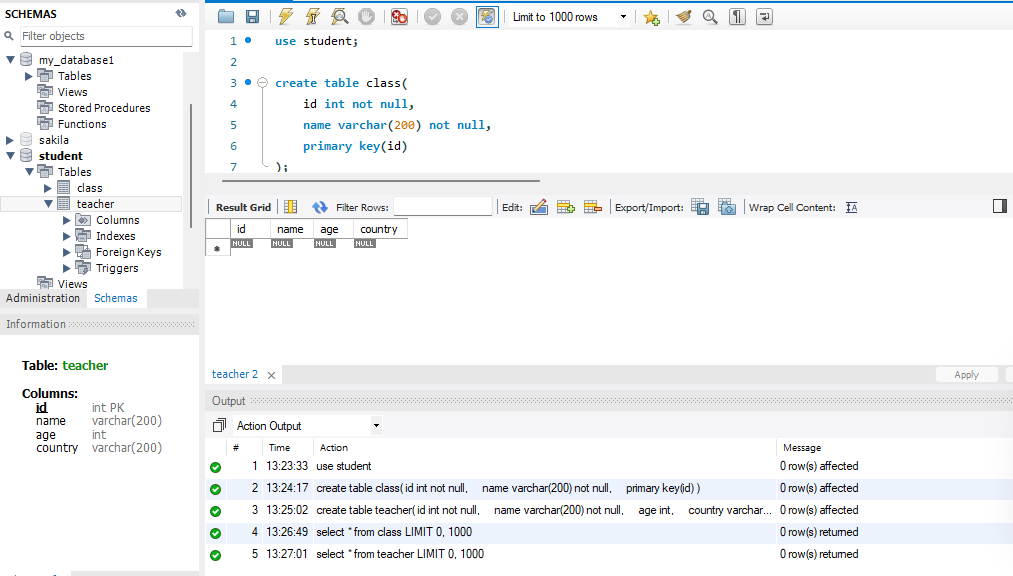 SCHEMAS
Filter objects
my_database1
Tables
Views
Stored Procedures
Functions
sakila
student
Tables
class
teacher
Columns
Indexes
Foreign Keys
Triggers
Views
Administration Schemas
Information
Table: teacher
Columns:
id int PK
name varchar(200)
age int
country varchar(200)
Limit to 1000 rows
1 use student;
2
3 create table class(
4 id int not null,
5 name varchar(200) not null,
6 primary key(id)
7 );
Result Grid Filter Rows: Edit: Export/Import: Wrap Cell Content:
id name age country
NULL NULL NULL NULL
teacher 2
Apply
Output
Action Output
# Time Action Message
1 13:23:33 use student 0 row(s) affected
2 13:24:17 create table class( id int not null, name varchar(200) not null, primary key(id) ) 0 row(s) affected
3 13:25:02 create table teacher( id int not null, name varchar(200) not null, age int, country varchar... 0 row(s) affected
4 13:26:49 select * from class LIMIT 0, 1000 0 row(s) returned
5 13:27:01 select * from teacher LIMIT 0, 1000 0 row(s) returned